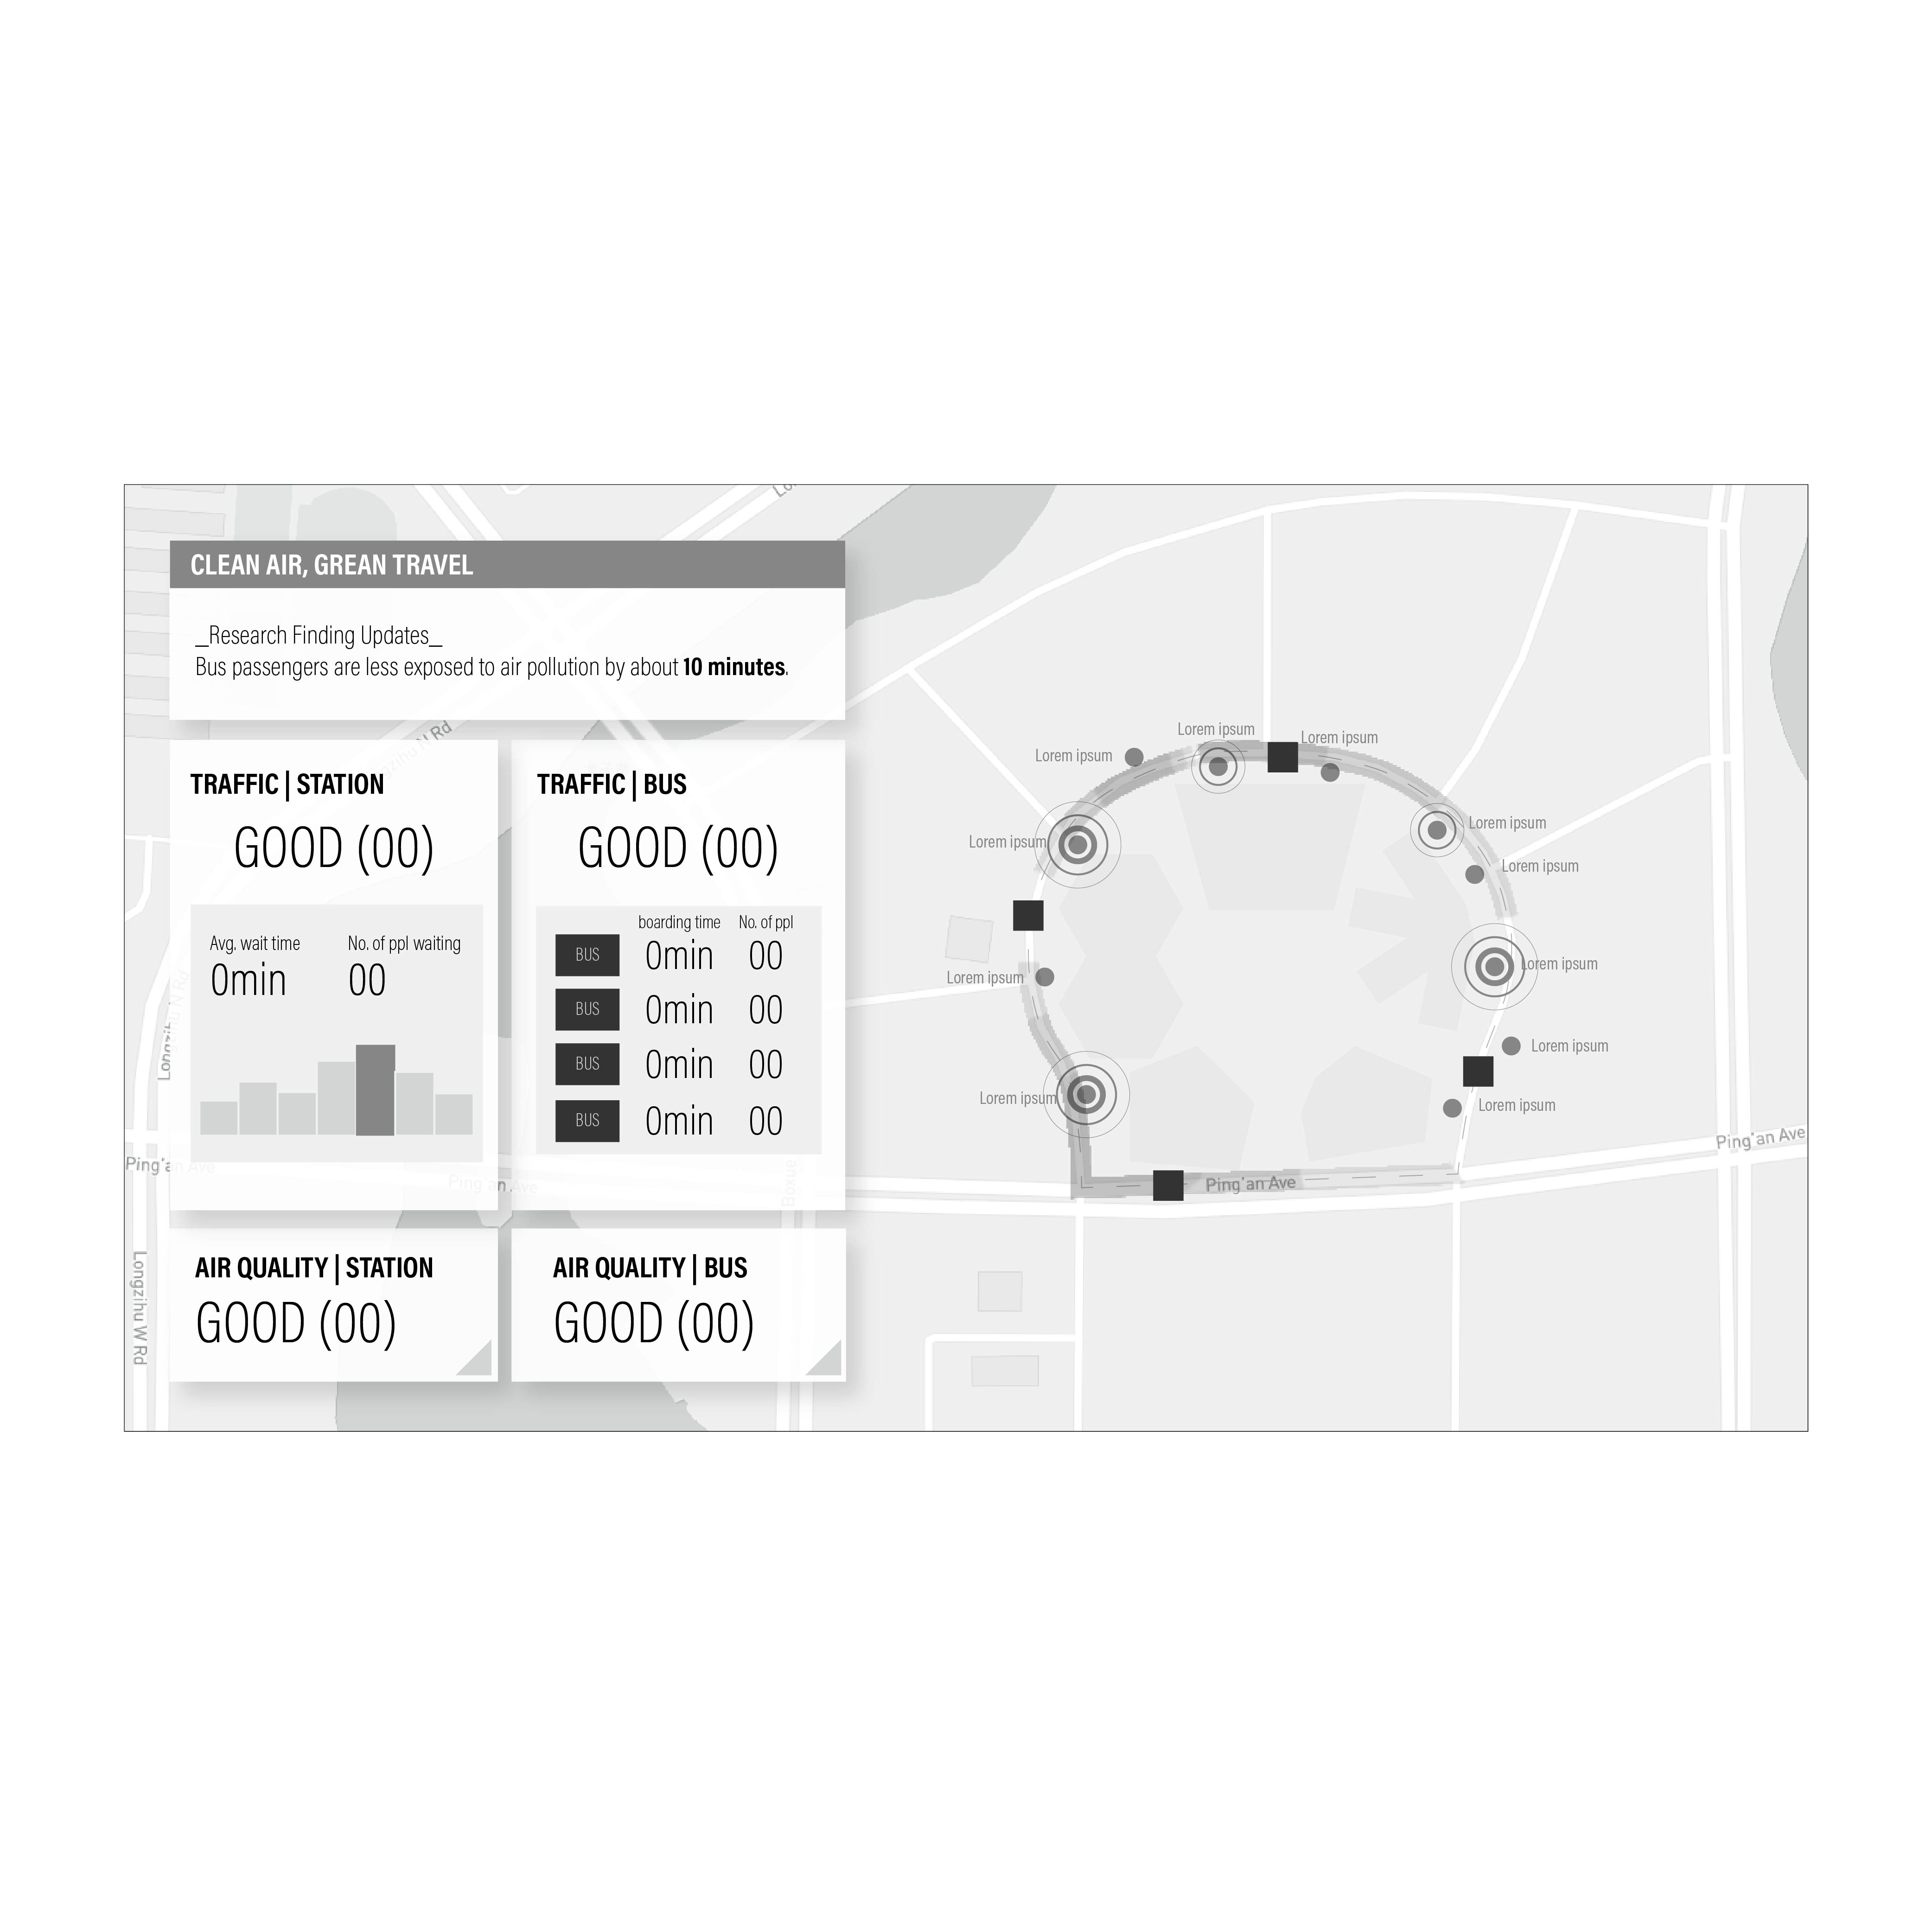 CLEAN AIR, GREAN TRAVEL
_Research Finding Updates_
Bus passengers are less exposed to air pollution by about 10 minutes.
TRAFFIC | STATION
GOOD (00)
Avg. wait time
0min
No. of ppl waiting
00
TRAFFIC | BUS
GOOD (00)
boarding time No. of ppl
BUS 0min 00
BUS 0min 00
BUS 0min 00
BUS 0min 00
AIR QUALITY | STATION
GOOD (00)
AIR QUALITY | BUS
GOOD (00)
Lorem ipsum
Lorem ipsum
Lorem ipsum
Lorem ipsum
Lorem ipsum
Lorem ipsum
Lorem ipsum
Lorem ipsum
Lorem ipsum
Lorem ipsum
Lorem ipsum
Ping'an Ave
Ping'an Ave
Ping'an Ave
Ping'an Ave
Longzihu W Rd
Rd